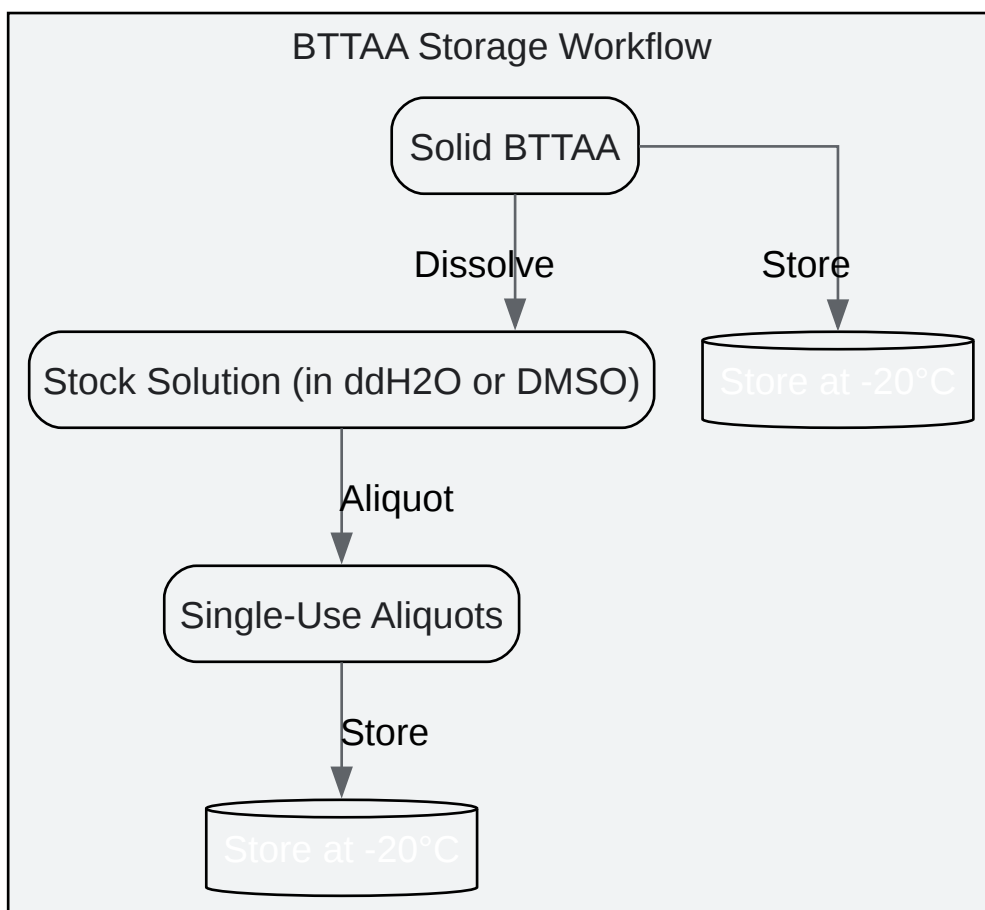 BTTAA Storage Workflow
Solid BTTAA
Dissolve
Store
Stock Solution (in ddH2O or DMSO)
Store at -20°C
Aliquot
Single-Use Aliquots
Store
Store at -20°C